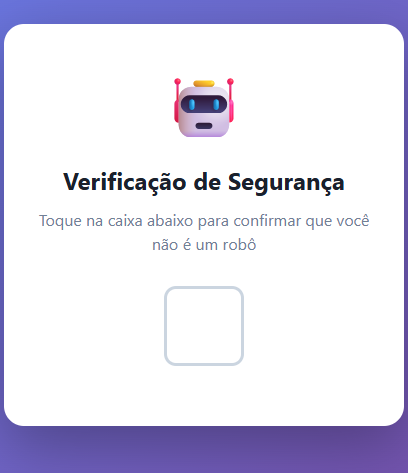 Verificação de Segurança
Toque na caixa abaixo para confirmar que você
não é um robô